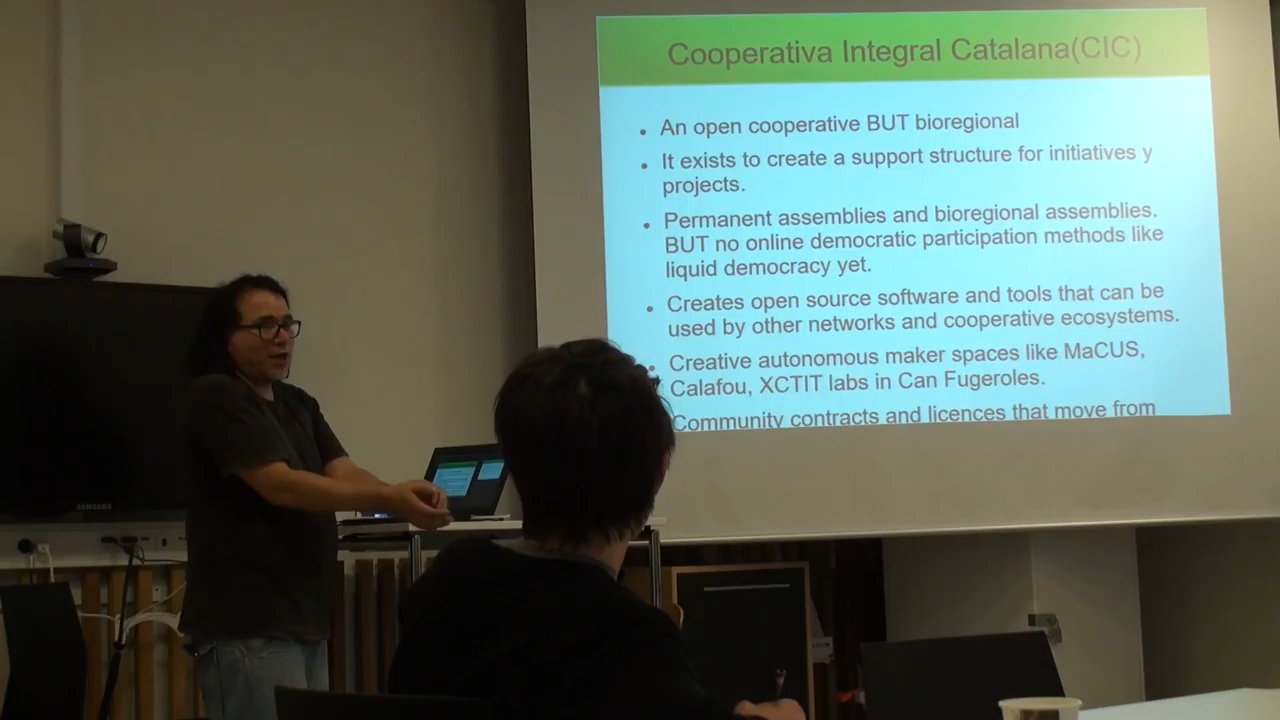 Cooperativa Integral Catalana(CIC)
• An open cooperative BUT bioregional
• It exists to create a support structure for initiatives y
projects.
• Permanent assemblies and bioregional assemblies.
BUT no online democratic participation methods like
liquid democracy yet.
• Creates open source software and tools that can be
used by other networks and cooperative ecosystems.
• Creative autonomous maker spaces like MaCUS,
Calafou, XCTIT labs in Can Fugeroles.
Community contracts and licences that move from
SAMSUNG